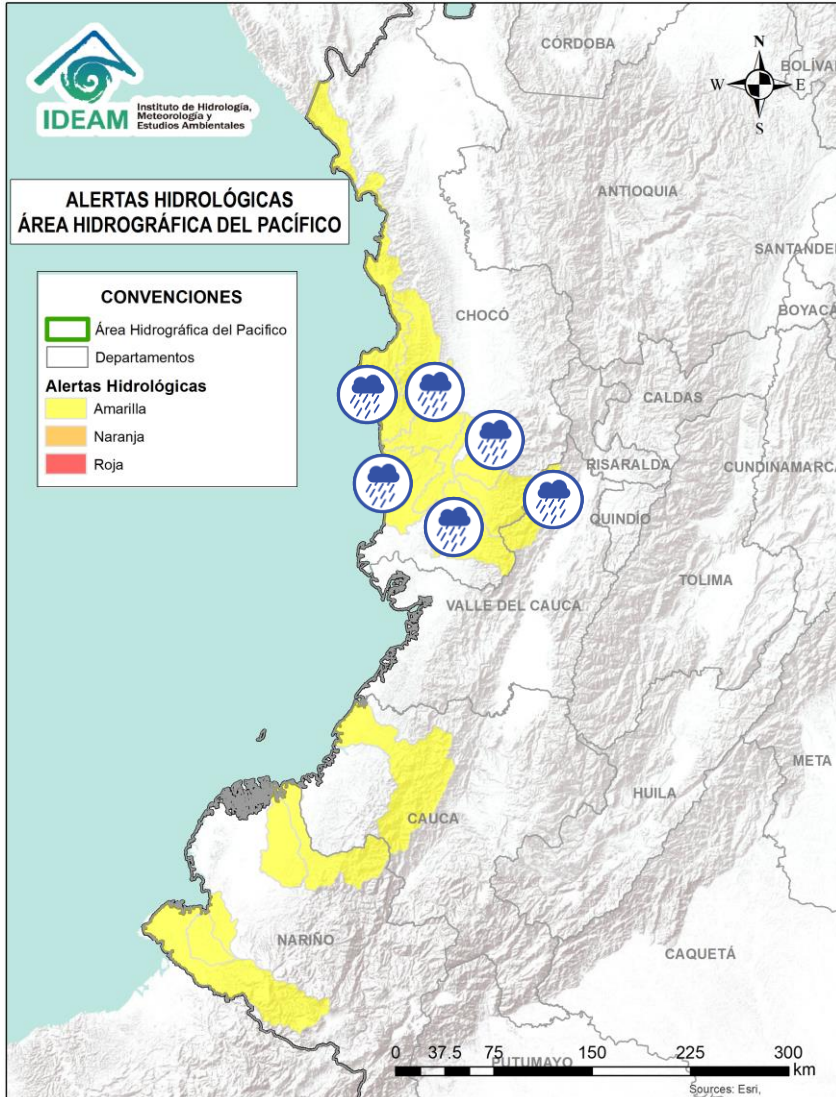 IDEAM
Instituto de Hidrología,
Meteorología y
Estudios Ambientales
ALERTAS HIDROLÓGICAS
ÁREA HIDROGRÁFICA DEL PACÍFICO
CONVENCIONES
Área Hidrográfica del Pacifico
Departamentos
Alertas Hidrológicas
Amarilla
Naranja
Roja
N
W E
S
CÓRDOBA
BOLÍVAR
ANTIOQUIA
SANTANDER
BOYACÁ
CHOCÓ
CALDAS
RISARALDA
CUNDINAMARCA
QUINDÍO
TOLIMA
VALLE DEL CAUCA
META
HUILA
CAUCA
NARIÑO
CAQUETÁ
PUTUMAYO
0 37.5 75 150 225 300
km
Sources: Esri,